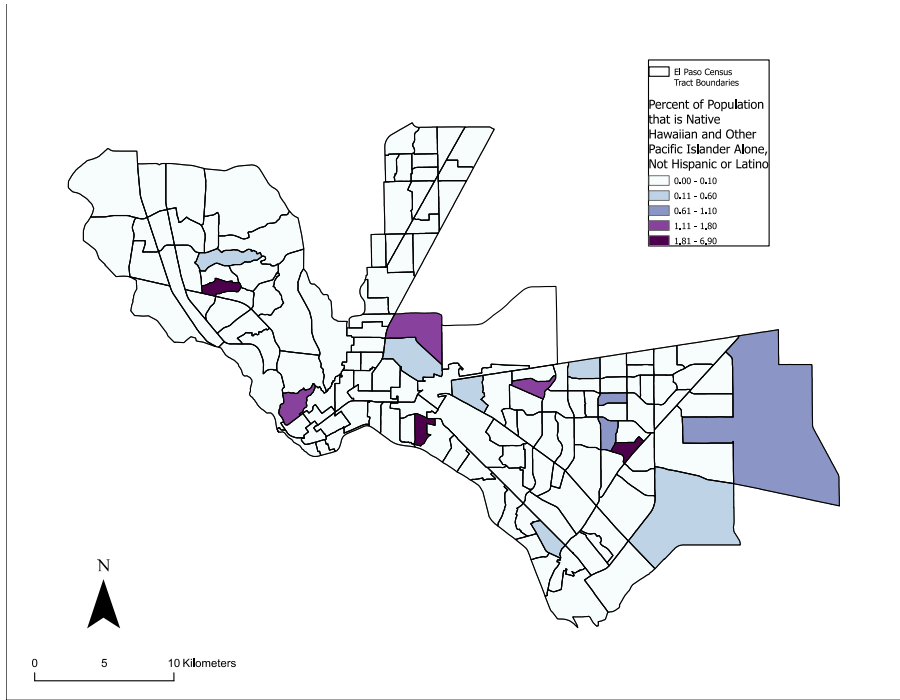 El Paso Census
Tract Boundaries
Percent of Population
that is Native
Hawaiian and Other
Pacific Islander Alone,
Not Hispanic or Latino
0.00 - 0.10
0.11 - 0.60
0.61 - 1.10
1.11 - 1.80
1.81 - 6.90
N
0 5 10 Kilometers